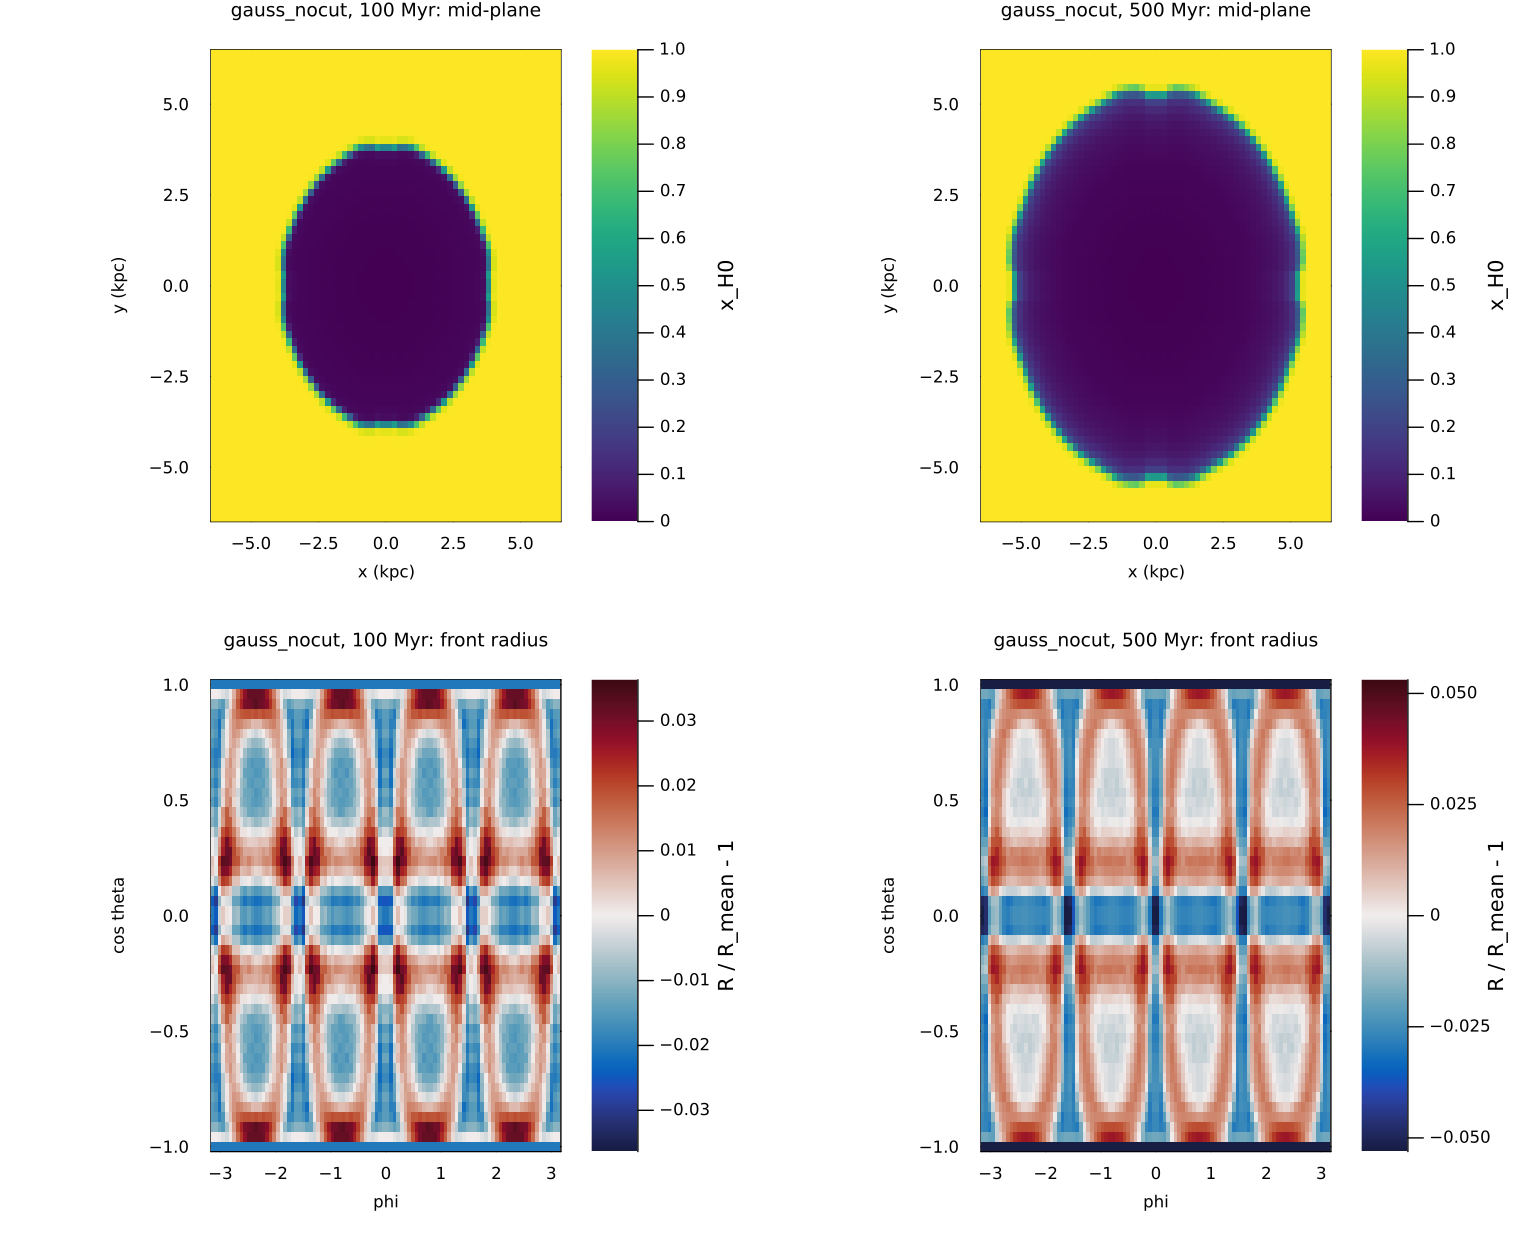 gauss_nocut, 100 Myr: mid-plane
5.0
2.5
0.0
−2.5
−5.0
y (kpc)
−5.0 −2.5 0.0 2.5 5.0
x (kpc)
1.0
0.9
0.8
0.7
0.6
0.5
0.4
0.3
0.2
0.1
0
x_H0
gauss_nocut, 500 Myr: mid-plane
5.0
2.5
0.0
−2.5
−5.0
y (kpc)
−5.0 −2.5 0.0 2.5 5.0
x (kpc)
1.0
0.9
0.8
0.7
0.6
0.5
0.4
0.3
0.2
0.1
0
x_H0
gauss_nocut, 100 Myr: front radius
1.0
0.5
0.0
−0.5
−1.0
cos theta
−3 −2 −1 0 1 2 3
phi
0.03
0.02
0.01
0
−0.01
−0.02
−0.03
R / R_mean - 1
gauss_nocut, 500 Myr: front radius
1.0
0.5
0.0
−0.5
−1.0
cos theta
−3 −2 −1 0 1 2 3
phi
0.050
0.025
0
−0.025
−0.050
R / R_mean - 1